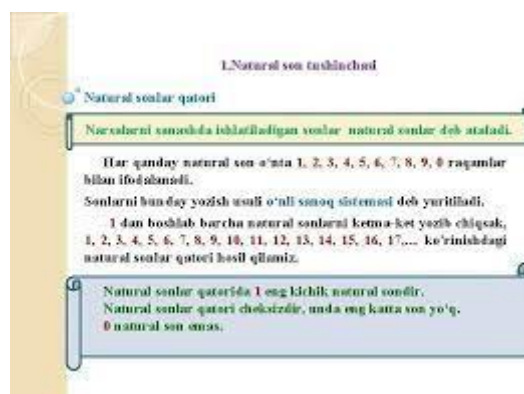 1.Natural son tushinchasi
Natural sonlar qatori
Narsalarni sanashda ishlatiladigan sonlar natural sonlar deb ataladi.
Har qanday natural son o‘nta 1, 2, 3, 4, 5, 6, 7, 8, 9, 0 raqamlar
bilan ifodalanadi.
Sonlarni bunday yozish usuli o‘nli sanoq sistemasi deb yuritiladi.
1 dan boshlab barcha natural sonlarni ketma-ket yozib chiqsak,
1, 2, 3, 4, 5, 6, 7, 8, 9, 10, 11, 12, 13, 14, 15, 16, 17,... ko‘rinishdagi
natural sonlar qatori hosil qilamiz.
Natural sonlar qatorida 1 eng kichik natural sondir.
Natural sonlar qatori cheksizdir, unda eng katta son yo‘q.
0 natural son emas.